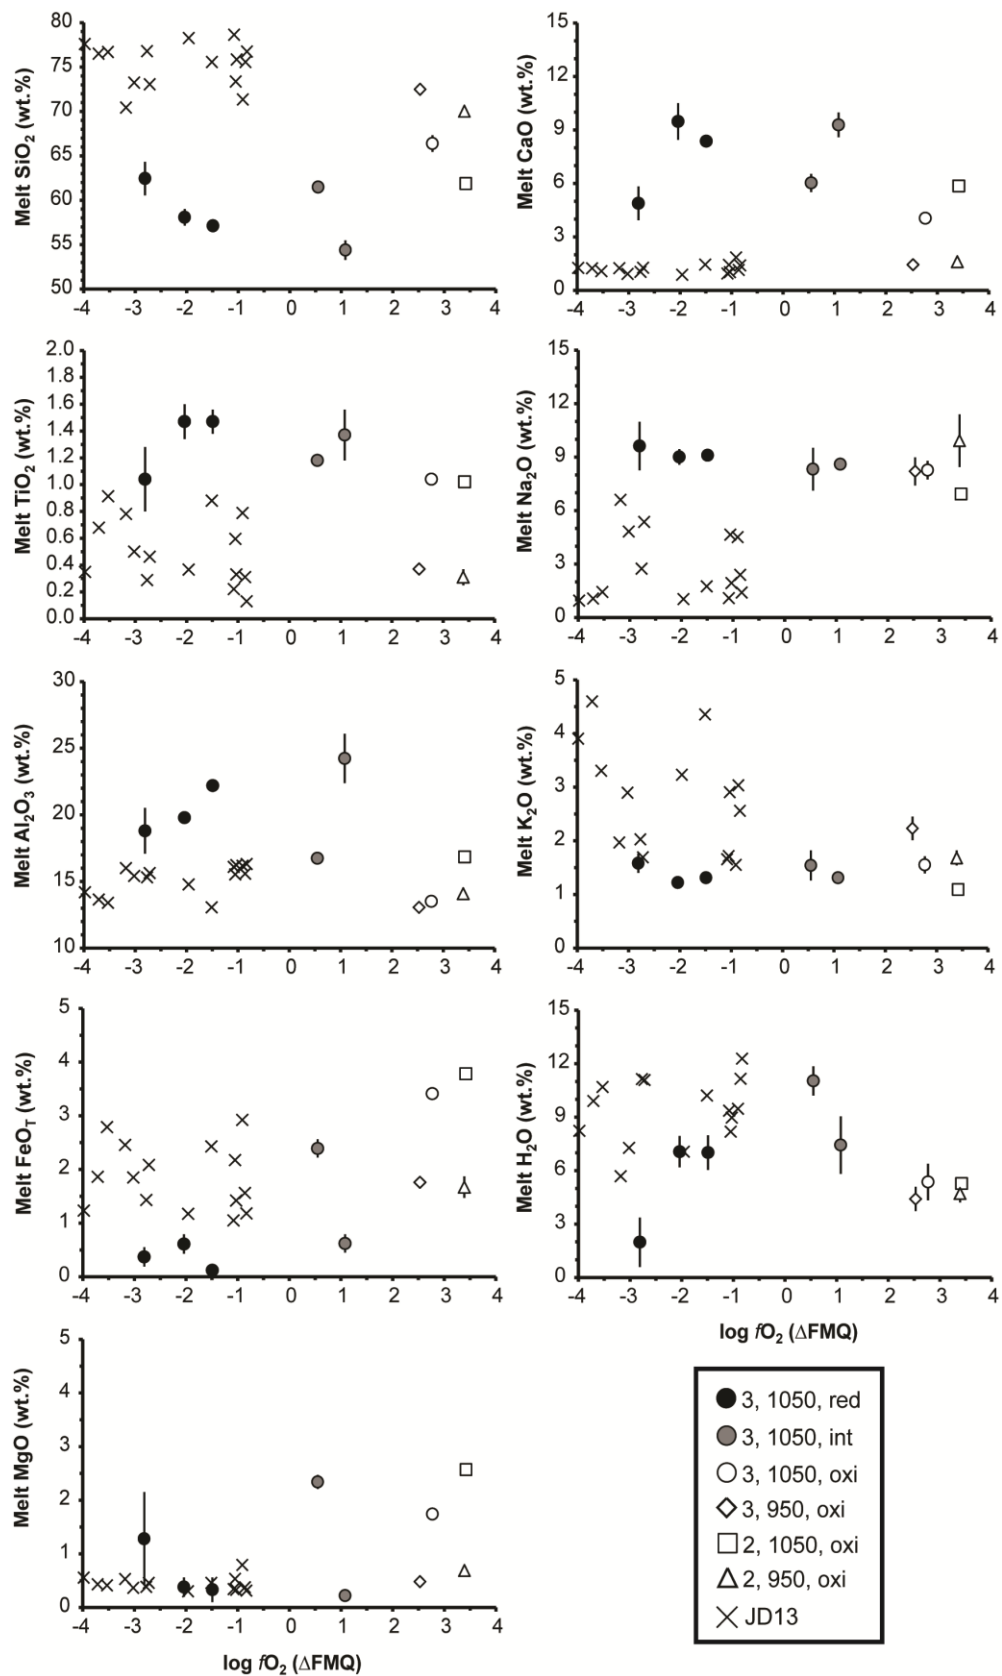 Melt SiO₂ (wt.%)
80
75
70
65
60
55
50
-4 -3 -2 -1 0 1 2 3 4
Melt CaO (wt.%)
15
12
9
6
3
0
-4 -3 -2 -1 0 1 2 3 4
Melt TiO₂ (wt.%)
2.0
1.8
1.6
1.4
1.2
1.0
0.8
0.6
0.4
0.2
0.0
-4 -3 -2 -1 0 1 2 3 4
Melt Na₂O (wt.%)
15
12
9
6
3
0
-4 -3 -2 -1 0 1 2 3 4
Melt Al₂O₃ (wt.%)
30
25
20
15
10
-4 -3 -2 -1 0 1 2 3 4
Melt K₂O (wt.%)
5
4
3
2
1
0
-4 -3 -2 -1 0 1 2 3 4
Melt FeO_T (wt.%)
5
4
3
2
1
0
-4 -3 -2 -1 0 1 2 3 4
Melt H₂O (wt.%)
15
12
9
6
3
0
-4 -3 -2 -1 0 1 2 3 4
log fO₂ (ΔFMQ)
Melt MgO (wt.%)
5
4
3
2
1
0
-4 -3 -2 -1 0 1 2 3 4
log fO₂ (ΔFMQ)
3, 1050, red
3, 1050, int
3, 1050, oxi
3, 950, oxi
2, 1050, oxi
2, 950, oxi
JD13